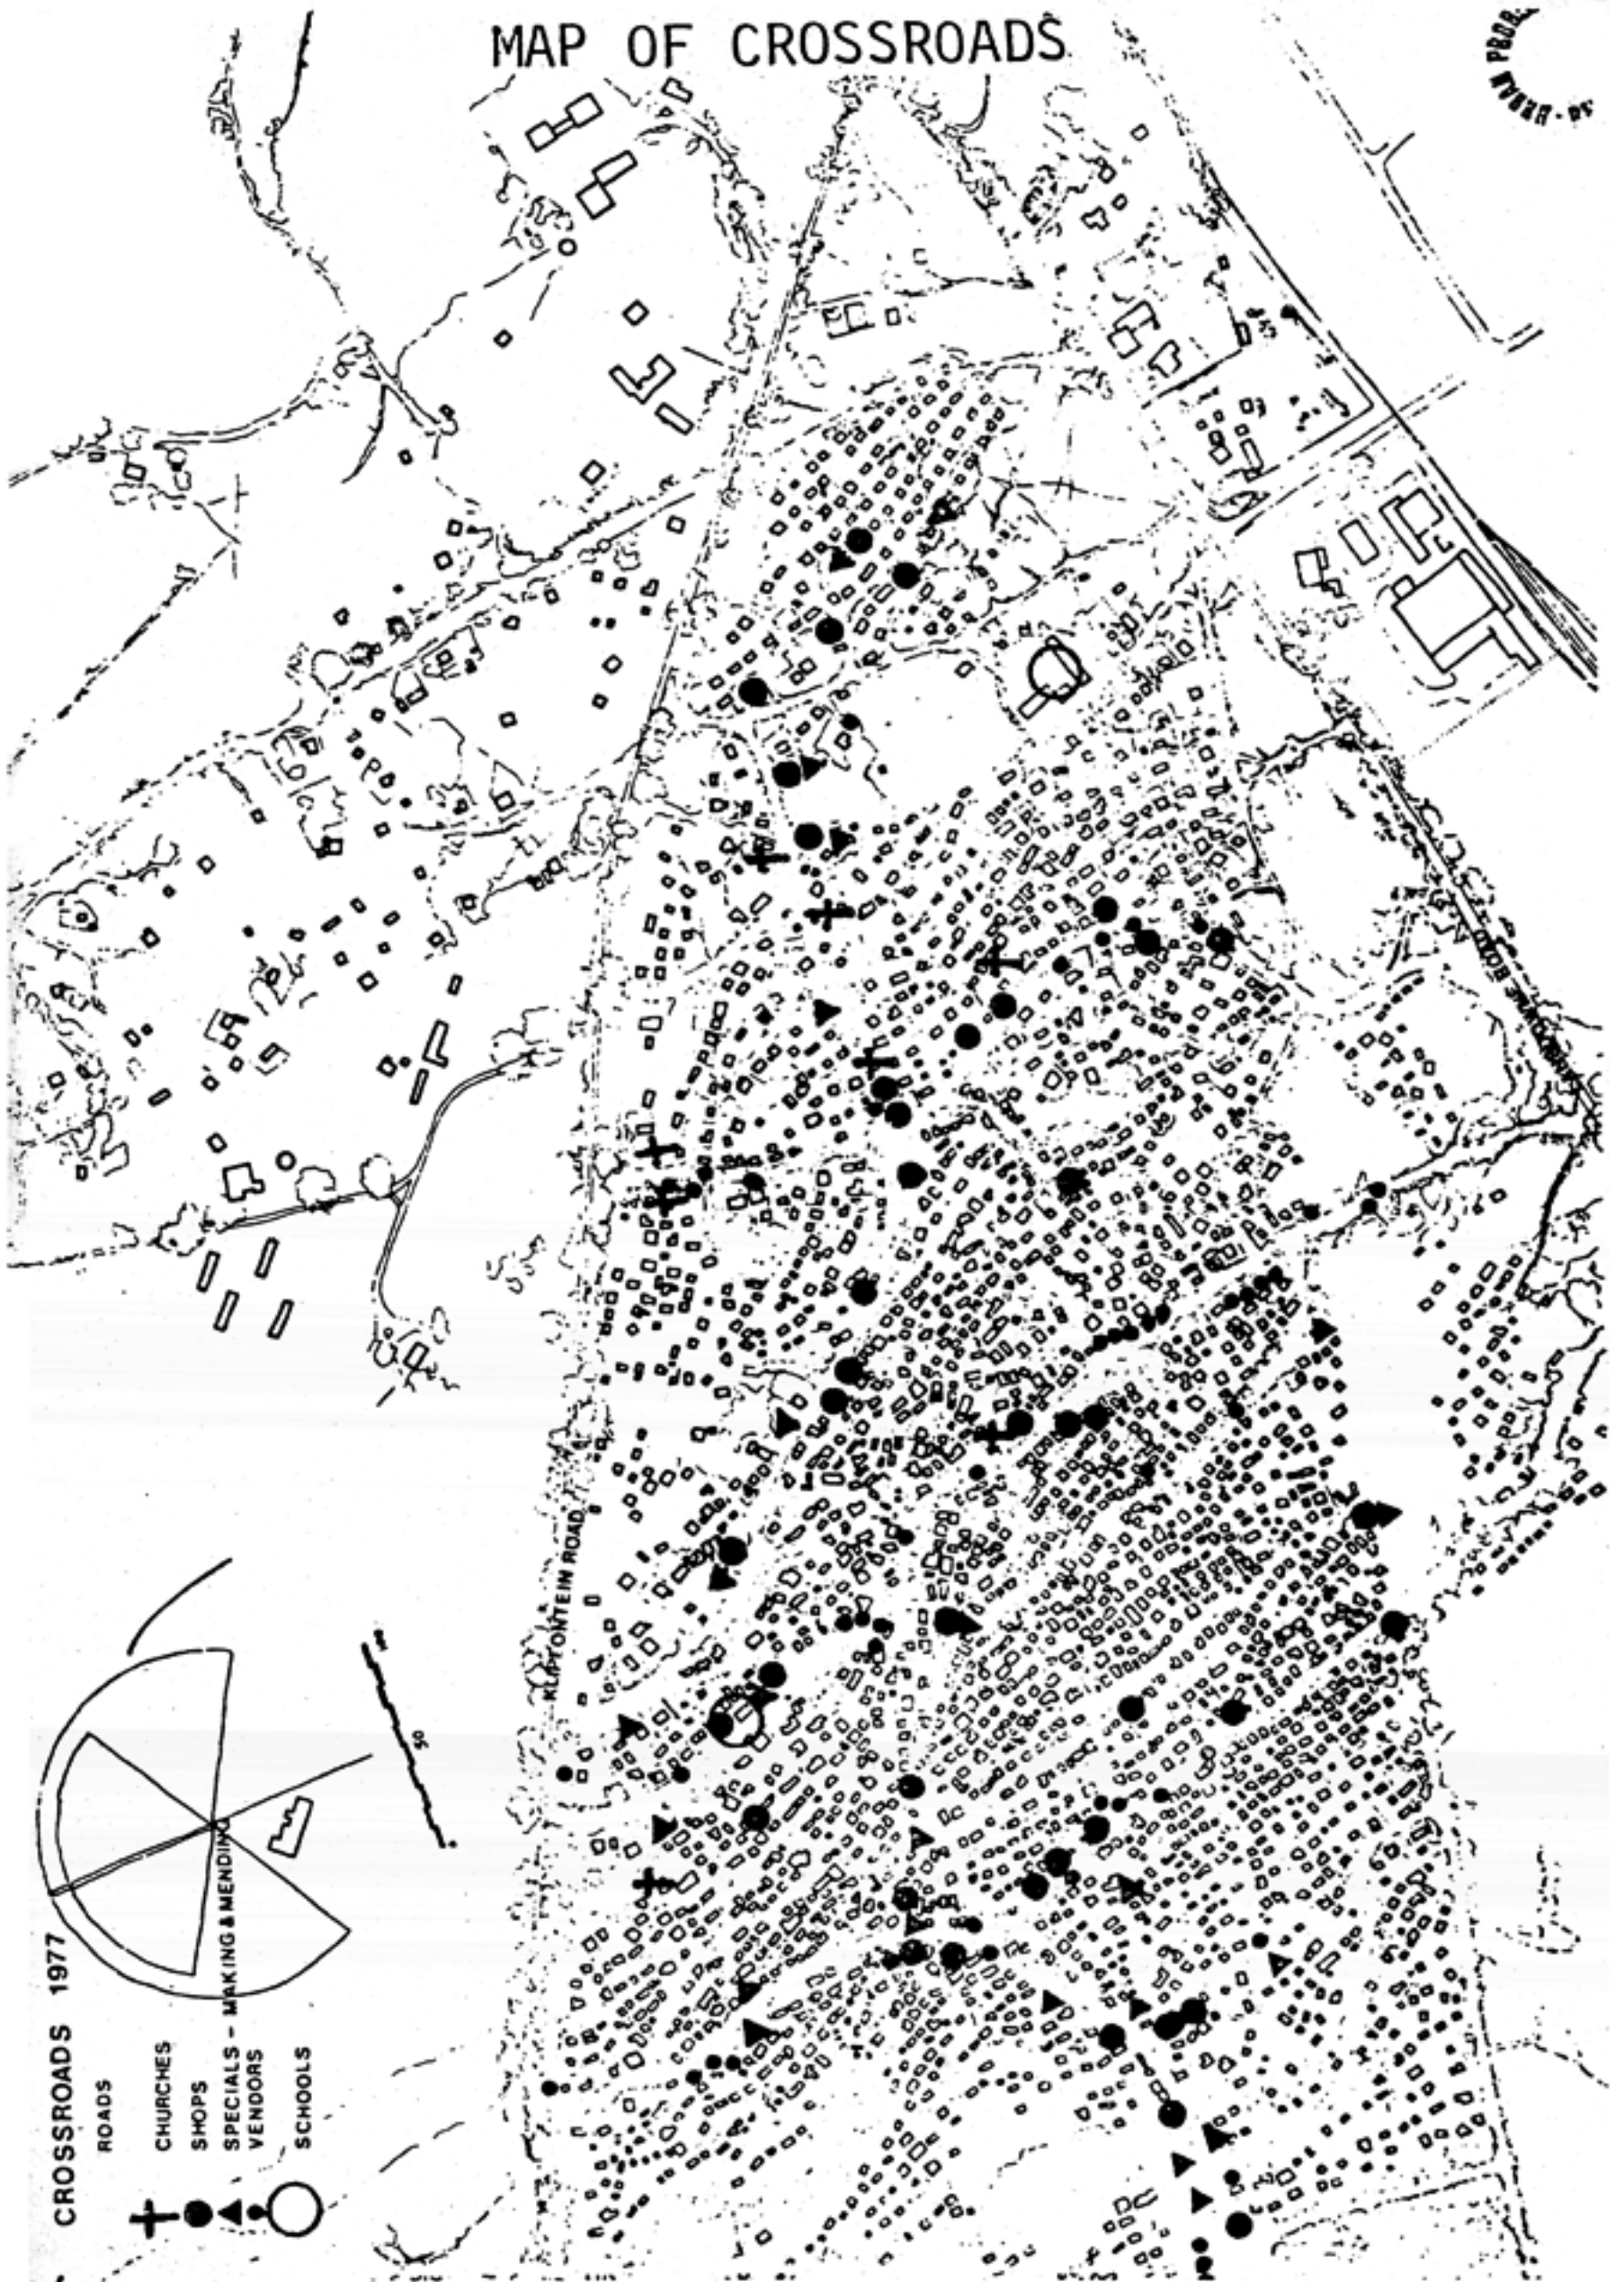 MAP OF CROSSROADS
KLIPFONTEIN ROAD
50
CROSSROADS 1977
ROADS
CHURCHES
SHOPS
SPECIALS - MAKING & MENDING
VENDORS
SCHOOLS